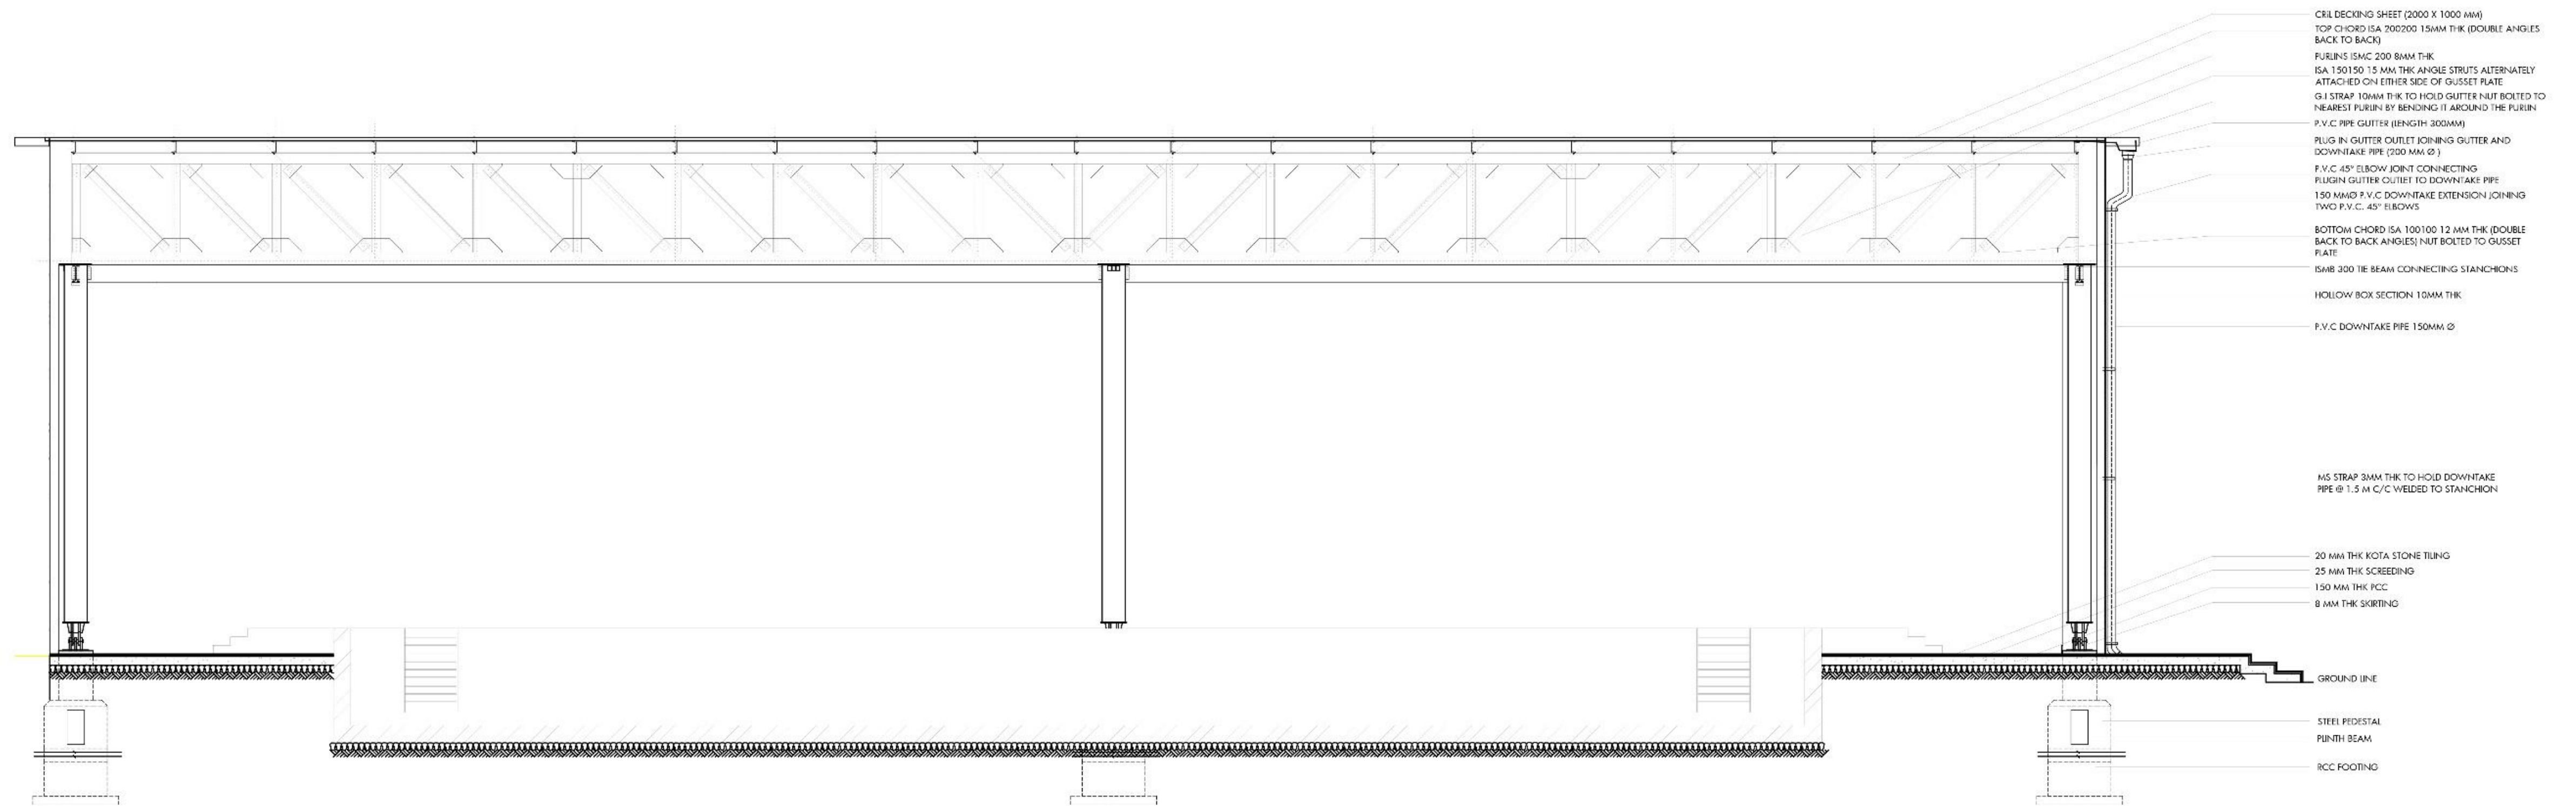 CRIL DECKING SHEET (2000 X 1000 MM)
TOP CHORD ISA 200200 15MM THK (DOUBLE ANGLES
BACK TO BACK)
PURLINS ISMC 200 8MM THK
ISA 150150 15 MM THK ANGLE STRUTS ALTERNATELY
ATTACHED ON EITHER SIDE OF GUSSET PLATE
G.I STRAP 10MM THK TO HOLD GUTTER NUT BOLTED TO
NEAREST PURLIN BY BENDING IT AROUND THE PURLIN
P.V.C PIPE GUTTER (LENGTH 300MM)
PLUG IN GUTTER OUTLET JOINING GUTTER AND
DOWNTAKE PIPE (200 MM Ø )
P.V.C 45° ELBOW JOINT CONNECTING
PLUGIN GUTTER OUTLET TO DOWNTAKE PIPE
150 MMØ P.V.C DOWNTAKE EXTENSION JOINING
TWO P.V.C. 45° ELBOWS
BOTTOM CHORD ISA 100100 12 MM THK (DOUBLE
BACK TO BACK ANGLES) NUT BOLTED TO GUSSET
PLATE
ISMB 300 TIE BEAM CONNECTING STANCHIONS
HOLLOW BOX SECTION 10MM THK
P.V.C DOWNTAKE PIPE 150MM Ø
MS STRAP 3MM THK TO HOLD DOWNTAKE
PIPE @ 1.5 M C/C WELDED TO STANCHION
20 MM THK KOTA STONE TILING
25 MM THK SCREEDING
150 MM THK PCC
8 MM THK SKIRTING
GROUND LINE
STEEL PEDESTAL
PLINTH BEAM
RCC FOOTING